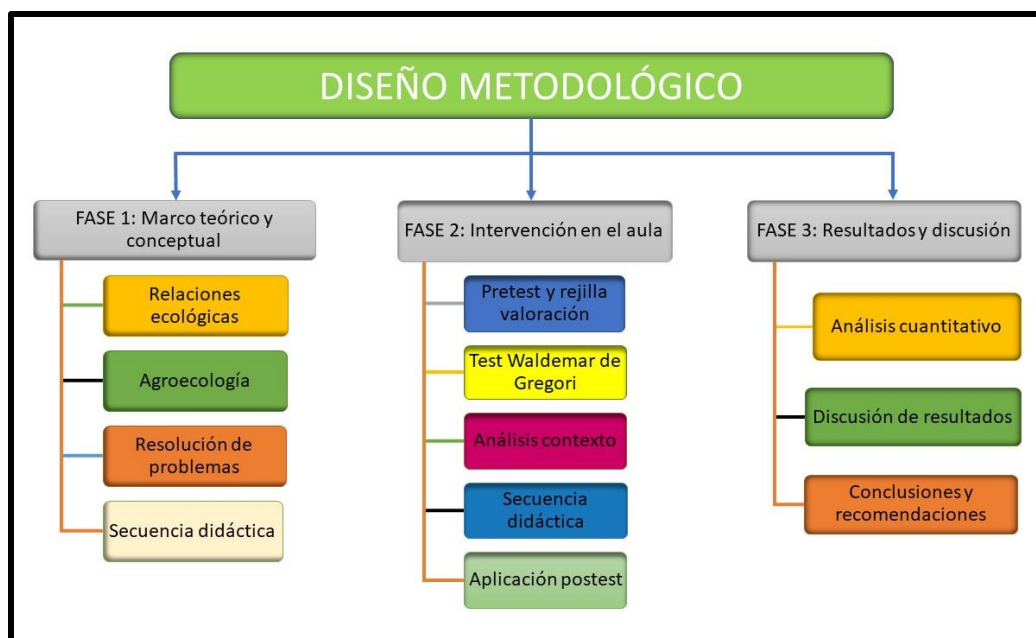 DISEÑO METODOLÓGICO
FASE 1: Marco teórico y
conceptual
Relaciones
ecológicas
Agroecología
Resolución de
problemas
Secuencia didáctica
FASE 2: Intervención en el aula
Pretest y rejilla
valoración
Test Waldemar de
Gregori
Análisis contexto
Secuencia
didáctica
Aplicación postest
FASE 3: Resultados y discusión
Análisis cuantitativo
Discusión de resultados
Conclusiones y
recomendaciones